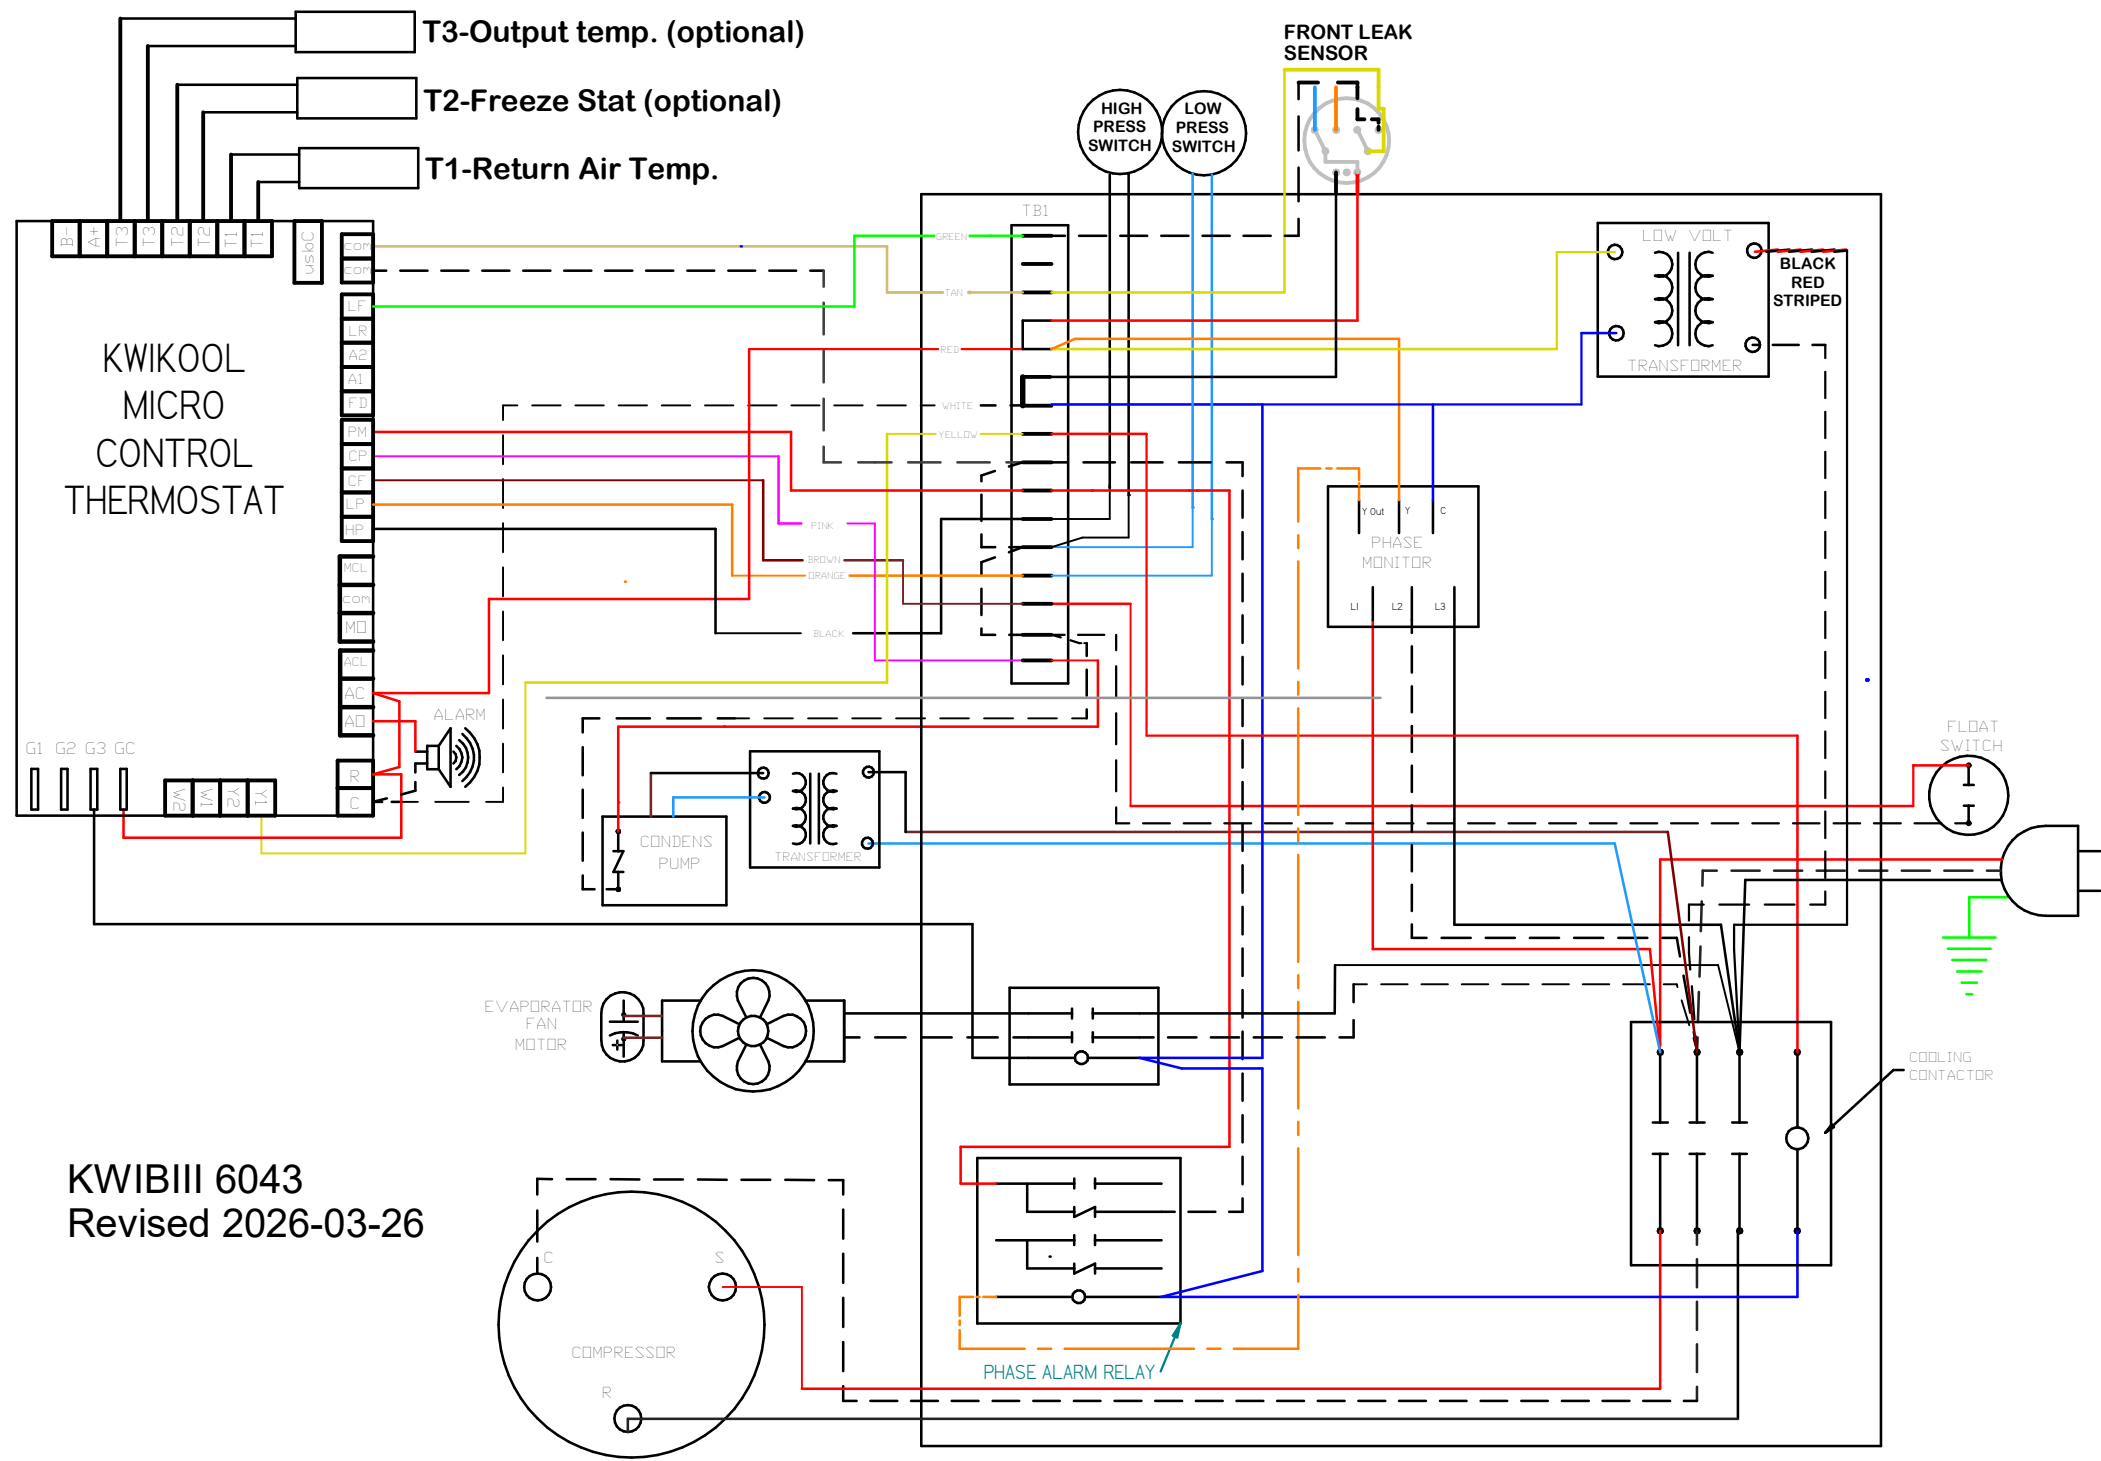 T3-Output temp. (optional)
T2-Freeze Stat (optional)
T1-Return Air Temp.
FRONT LEAK
SENSOR
HIGH
PRESS
SWITCH
LOW
PRESS
SWITCH
B-
A+
T3
T3
T2
T2
T1
T1
usbC
com
com
LF
LR
A2
A1
FD
PM
CP
CF
LP
HP
MCL
com
MO
ACL
AC
AO
R
C
KWIKOOL
MICRO
CONTROL
THERMOSTAT
G1
G2
G3
GC
W2
W1
Y2
Y1
ALARM
TB1
GREEN
TAN
RED
WHITE
YELLOW
PINK
BROWN
ORANGE
BLACK
LOW VOLT
TRANSFORMER
BLACK
RED
STRIPED
Y Out
Y
C
PHASE
MONITOR
L1
L2
L3
FLOAT
SWITCH
CONDENS
PUMP
TRANSFORMER
EVAPORATOR
FAN
MOTOR
COOLING
CONTACTOR
KWIBIII 6043
Revised 2026-03-26
C
S
COMPRESSOR
R
PHASE ALARM RELAY